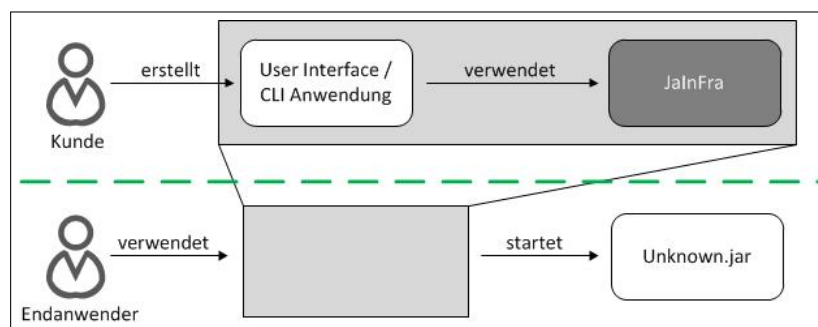 erstellt
User Interface /
CLI Anwendung
verwendet
JaInFra
Kunde
verwendet
startet
Unknown.jar
Endanwender